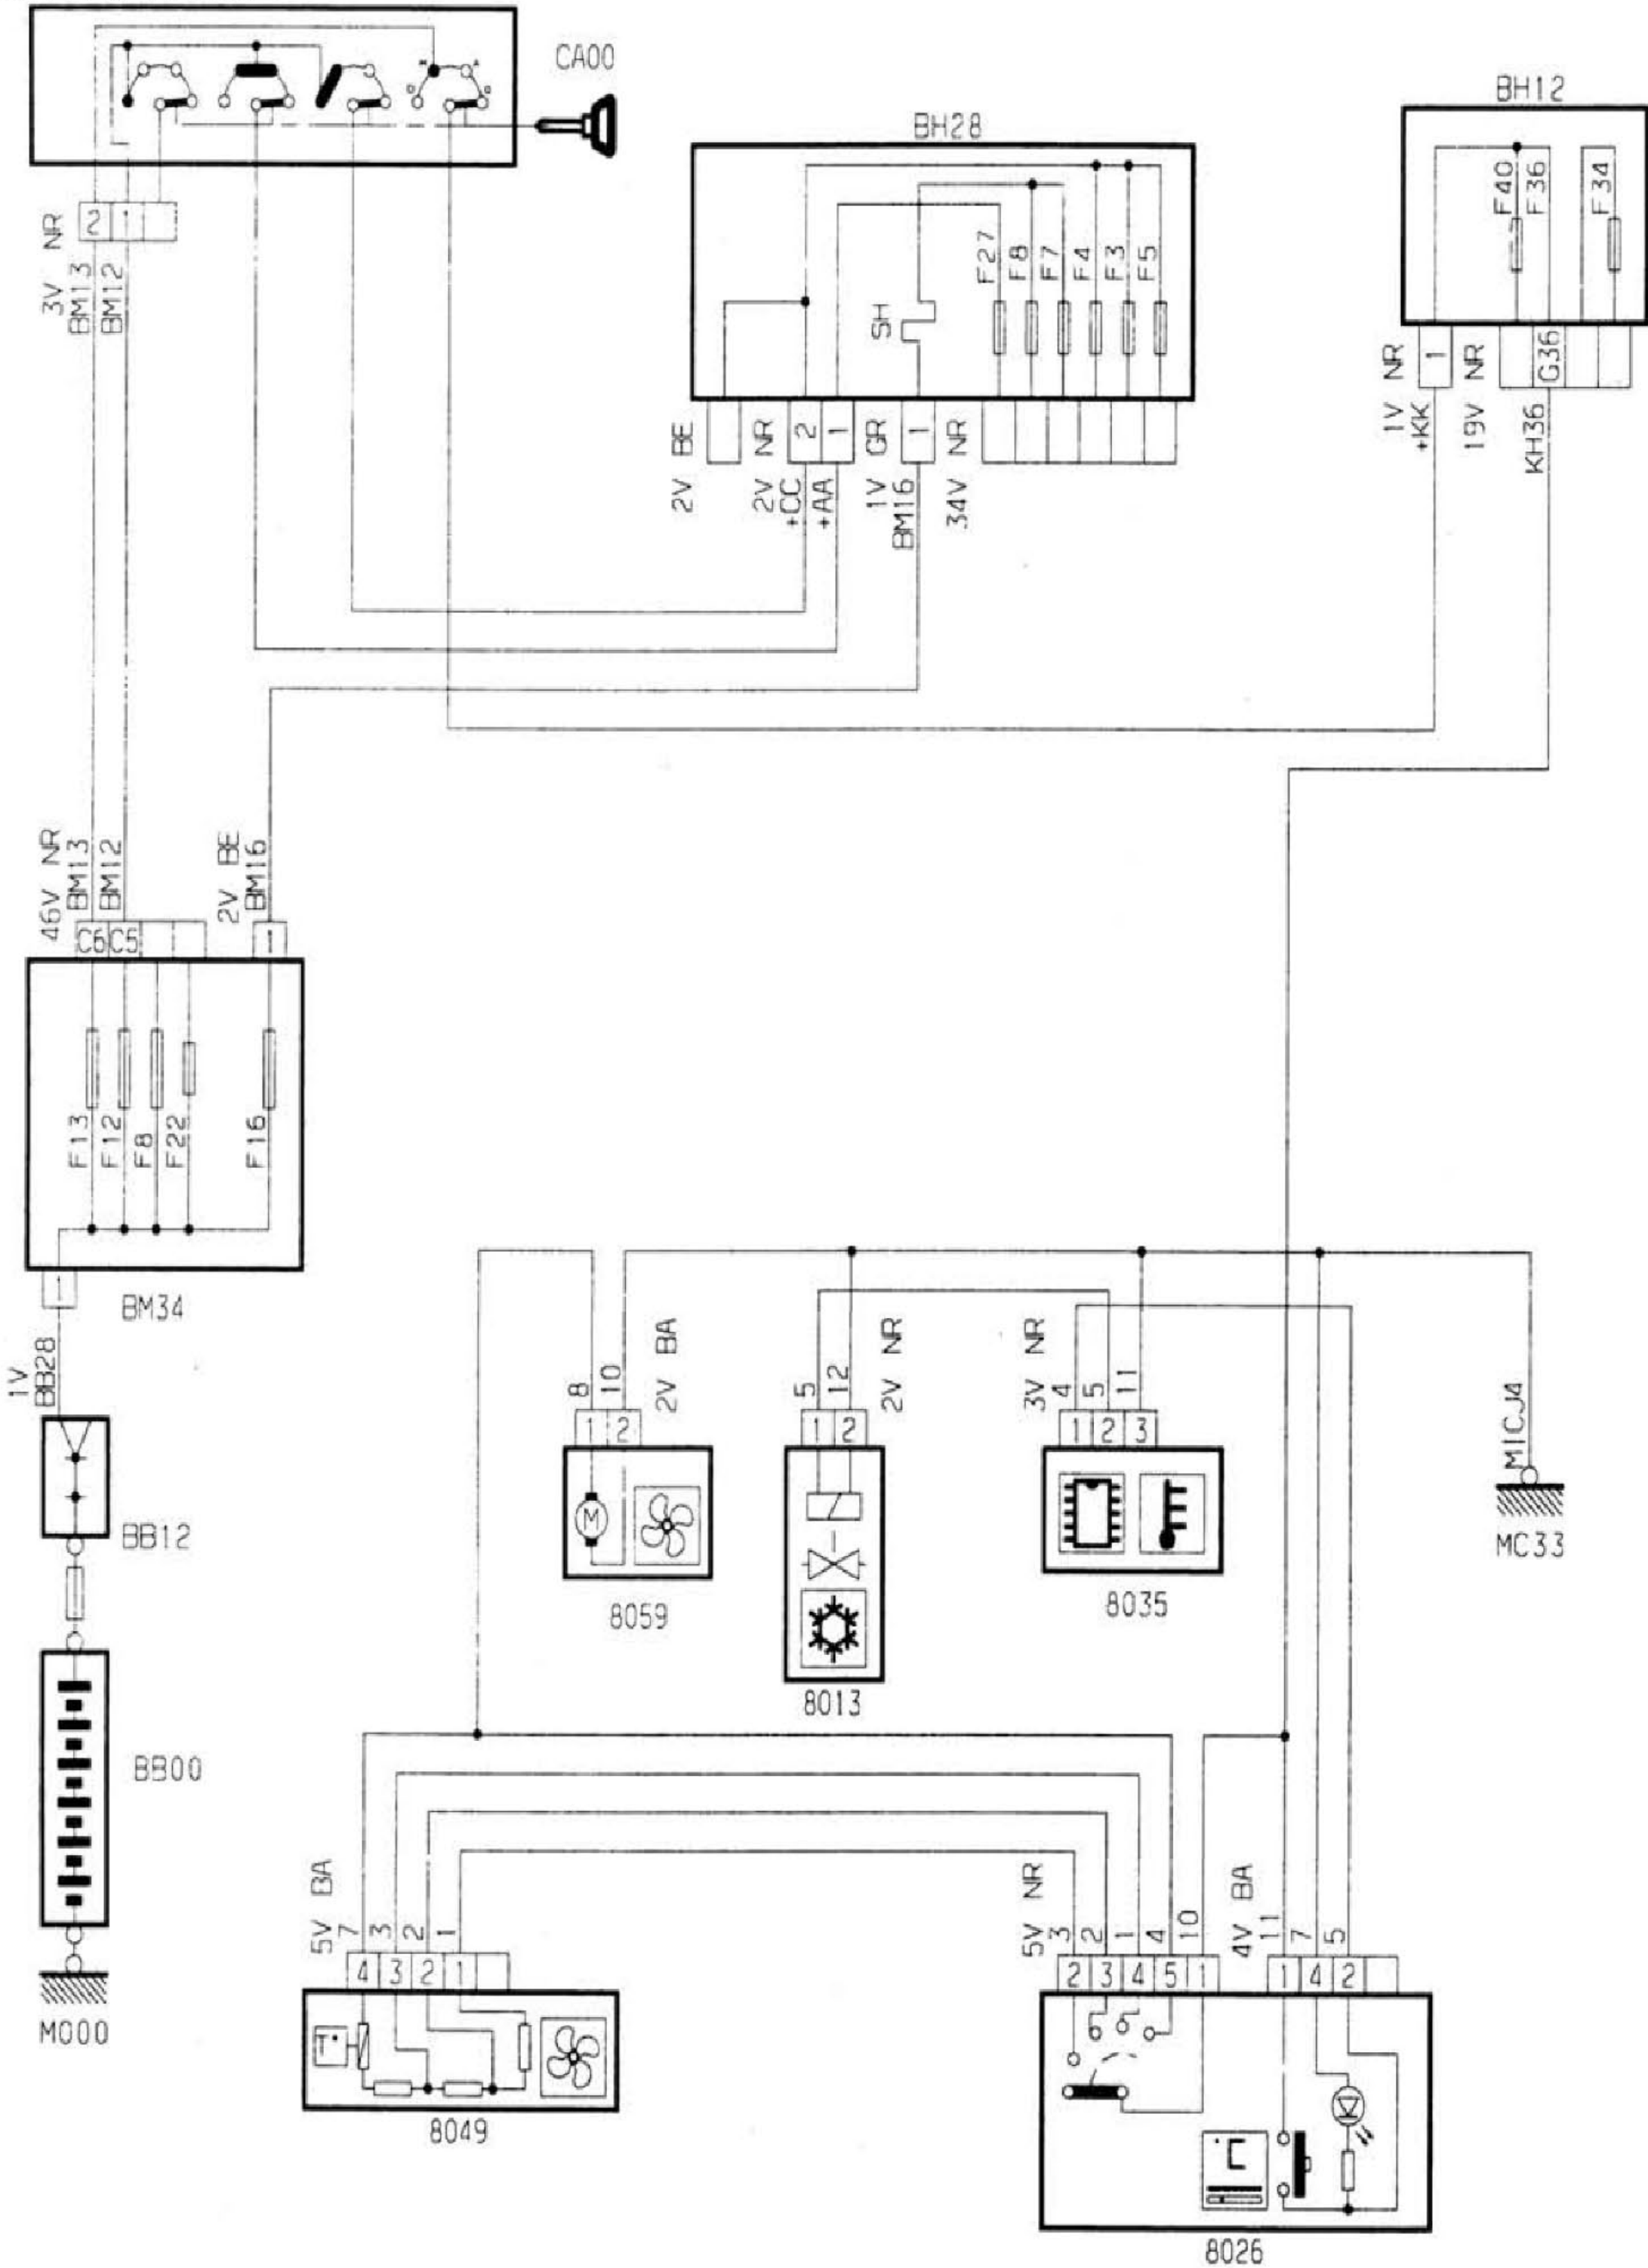 CA00
2 1
3V NR
BM13
BM12
BH28
SH
F27
F8
F7
F4
F3
F5
2 1 1
2V BE
2V NR
+CC
+AA
1V GR
BM16
34V NR
BH12
F40
F36
F34
1 G36
1V NR
+KK
19V NR
KH36
46V NR
BM13
BM12
2V BE
BM16
C6 C5 1
F13
F12
F8
F22
F16
1
BM34
1V
BB28
BB12
BB00
M000
8
10
2V BA
1 2
M
8059
5
12
2V NR
1 2
8013
3V NR
4
5
11
1 2 3
8035
MICJ4
MC33
5V BA
7
3
2
1
4 3 2 1
T°
8049
5V NR
3
2
1
4
10
4V BA
11
7
5
2 3 4 5 1
1 4 2
8026